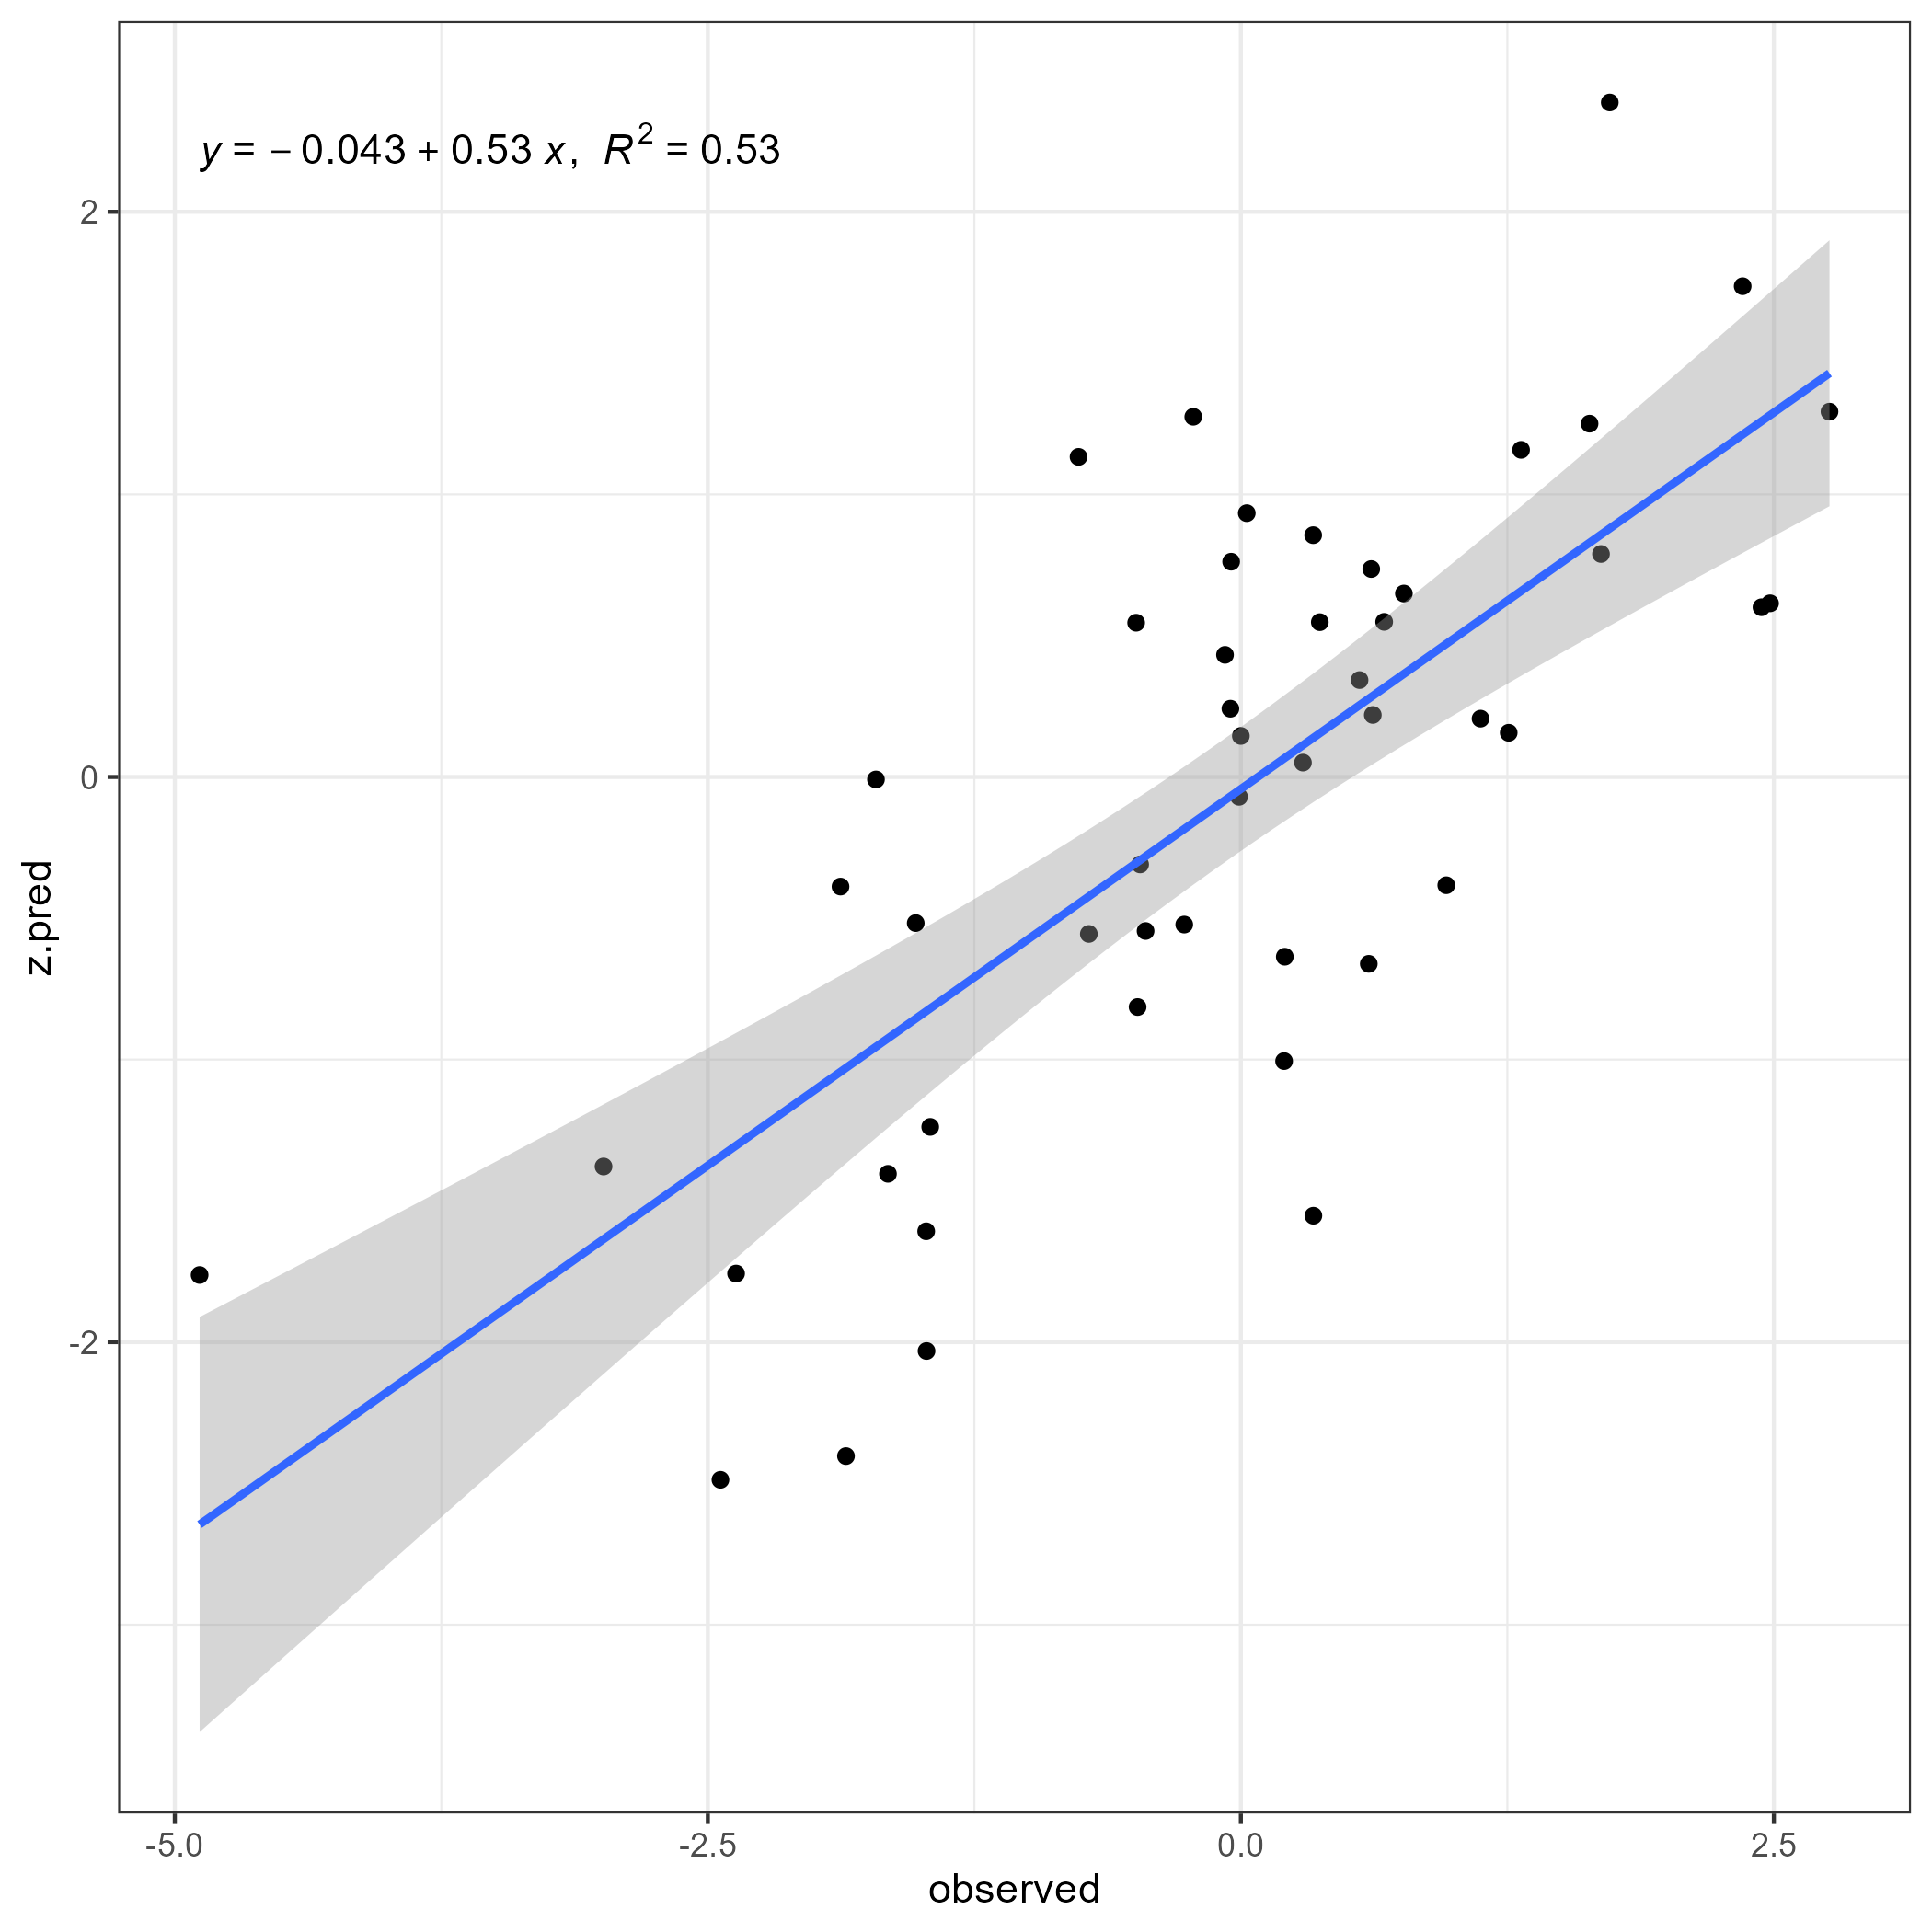 y = − 0.043 + 0.53 x, R² = 0.53
2
0
-2
z.pred
-5.0 -2.5 0.0 2.5
observed